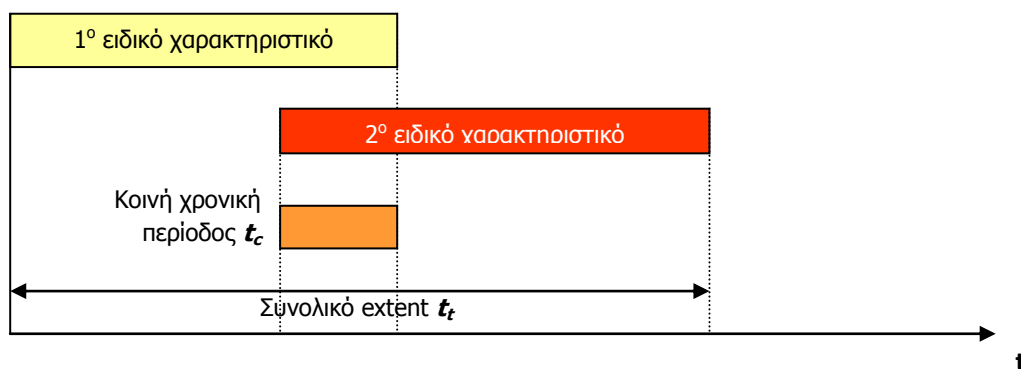 1ο ειδικό χαρακτηριστικό
2ο ειδικό χαρακτηριστικό
Κοινή χρονική
περίοδος tc
Συνολικό extent tt
t